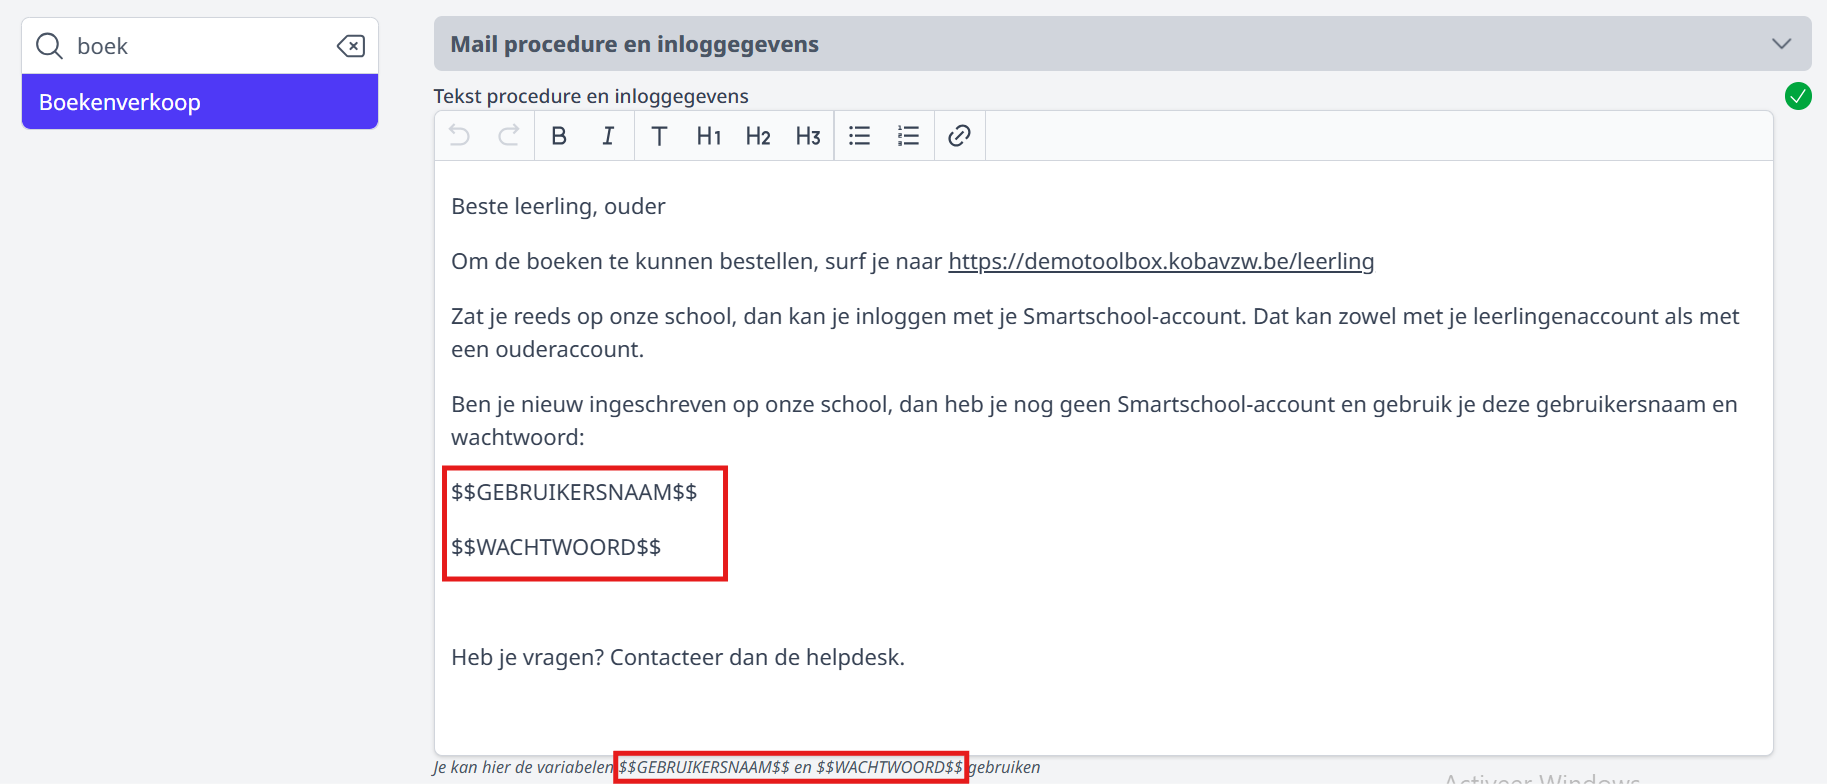 boek
Boekenverkoop
Mail procedure en inloggegevens
Tekst procedure en inloggegevens
B I T H1 H2 H3
Beste leerling, ouder
Om de boeken te kunnen bestellen, surf je naar https://demotoolbox.kobavzw.be/leerling
Zat je reeds op onze school, dan kan je inloggen met je Smartschool-account. Dat kan zowel met je leerlingenaccount als met
een ouderaccount.
Ben je nieuw ingeschreven op onze school, dan heb je nog geen Smartschool-account en gebruik je deze gebruikersnaam en
wachtwoord:
$$GEBRUIKERSNAAM$$
$$WACHTWOORD$$
Heb je vragen? Contacteer dan de helpdesk.
Je kan hier de variabelen $$GEBRUIKERSNAAM$$ en $$WACHTWOORD$$ gebruiken
Activeer Windows